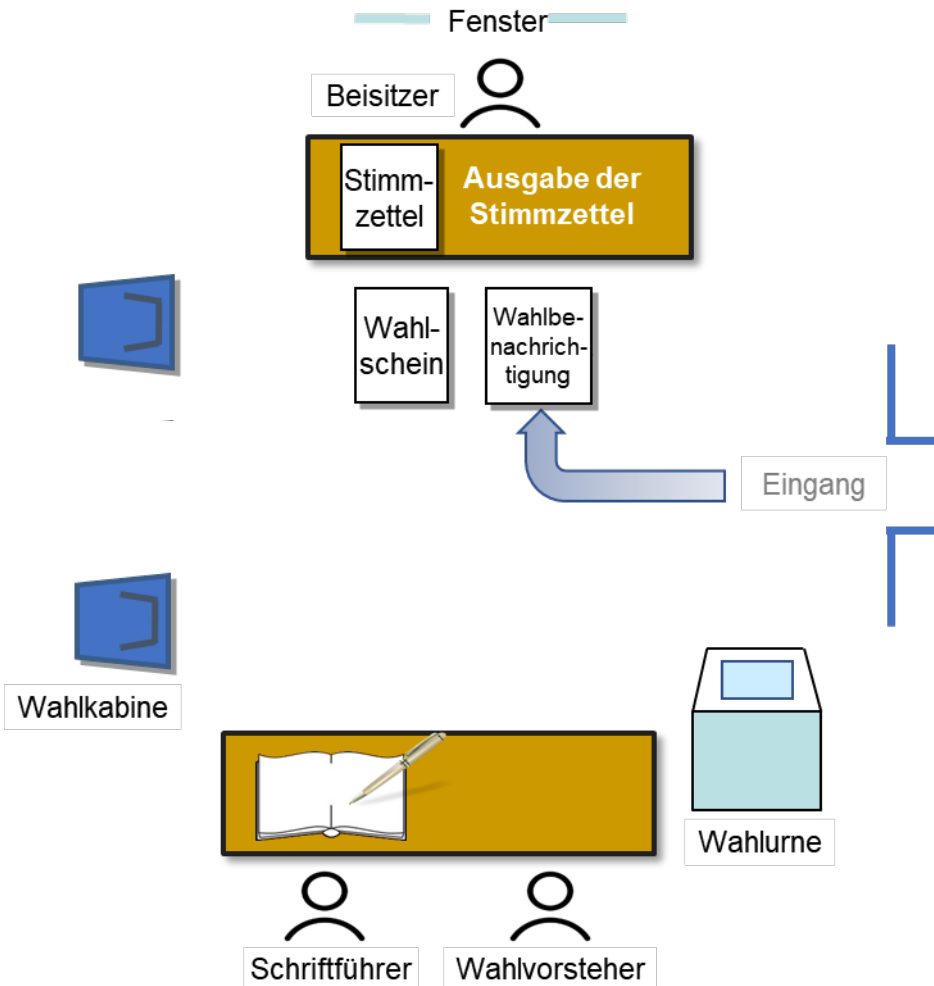 Fenster
Beisitzer
Stimm-
zettel
Ausgabe der
Stimmzettel
Wahl-
schein
Wahlbe-
nachrich-
tigung
Eingang
Wahlkabine
Wahlurne
Schriftführer
Wahlvorsteher